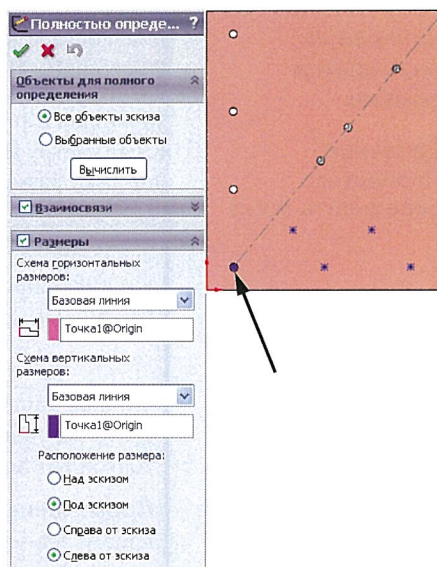 Полностью опреде... ?
Объекты для полного
определения
Все объекты эскиза
Выбранные объекты
Вычислить
Взаимосвязи
Размеры
Схема горизонтальных
размеров:
Базовая линия
Точка1@Origin
Схема вертикальных
размеров:
Базовая линия
Точка1@Origin
Расположение размера:
Над эскизом
Под эскизом
Справа от эскиза
Слева от эскиза